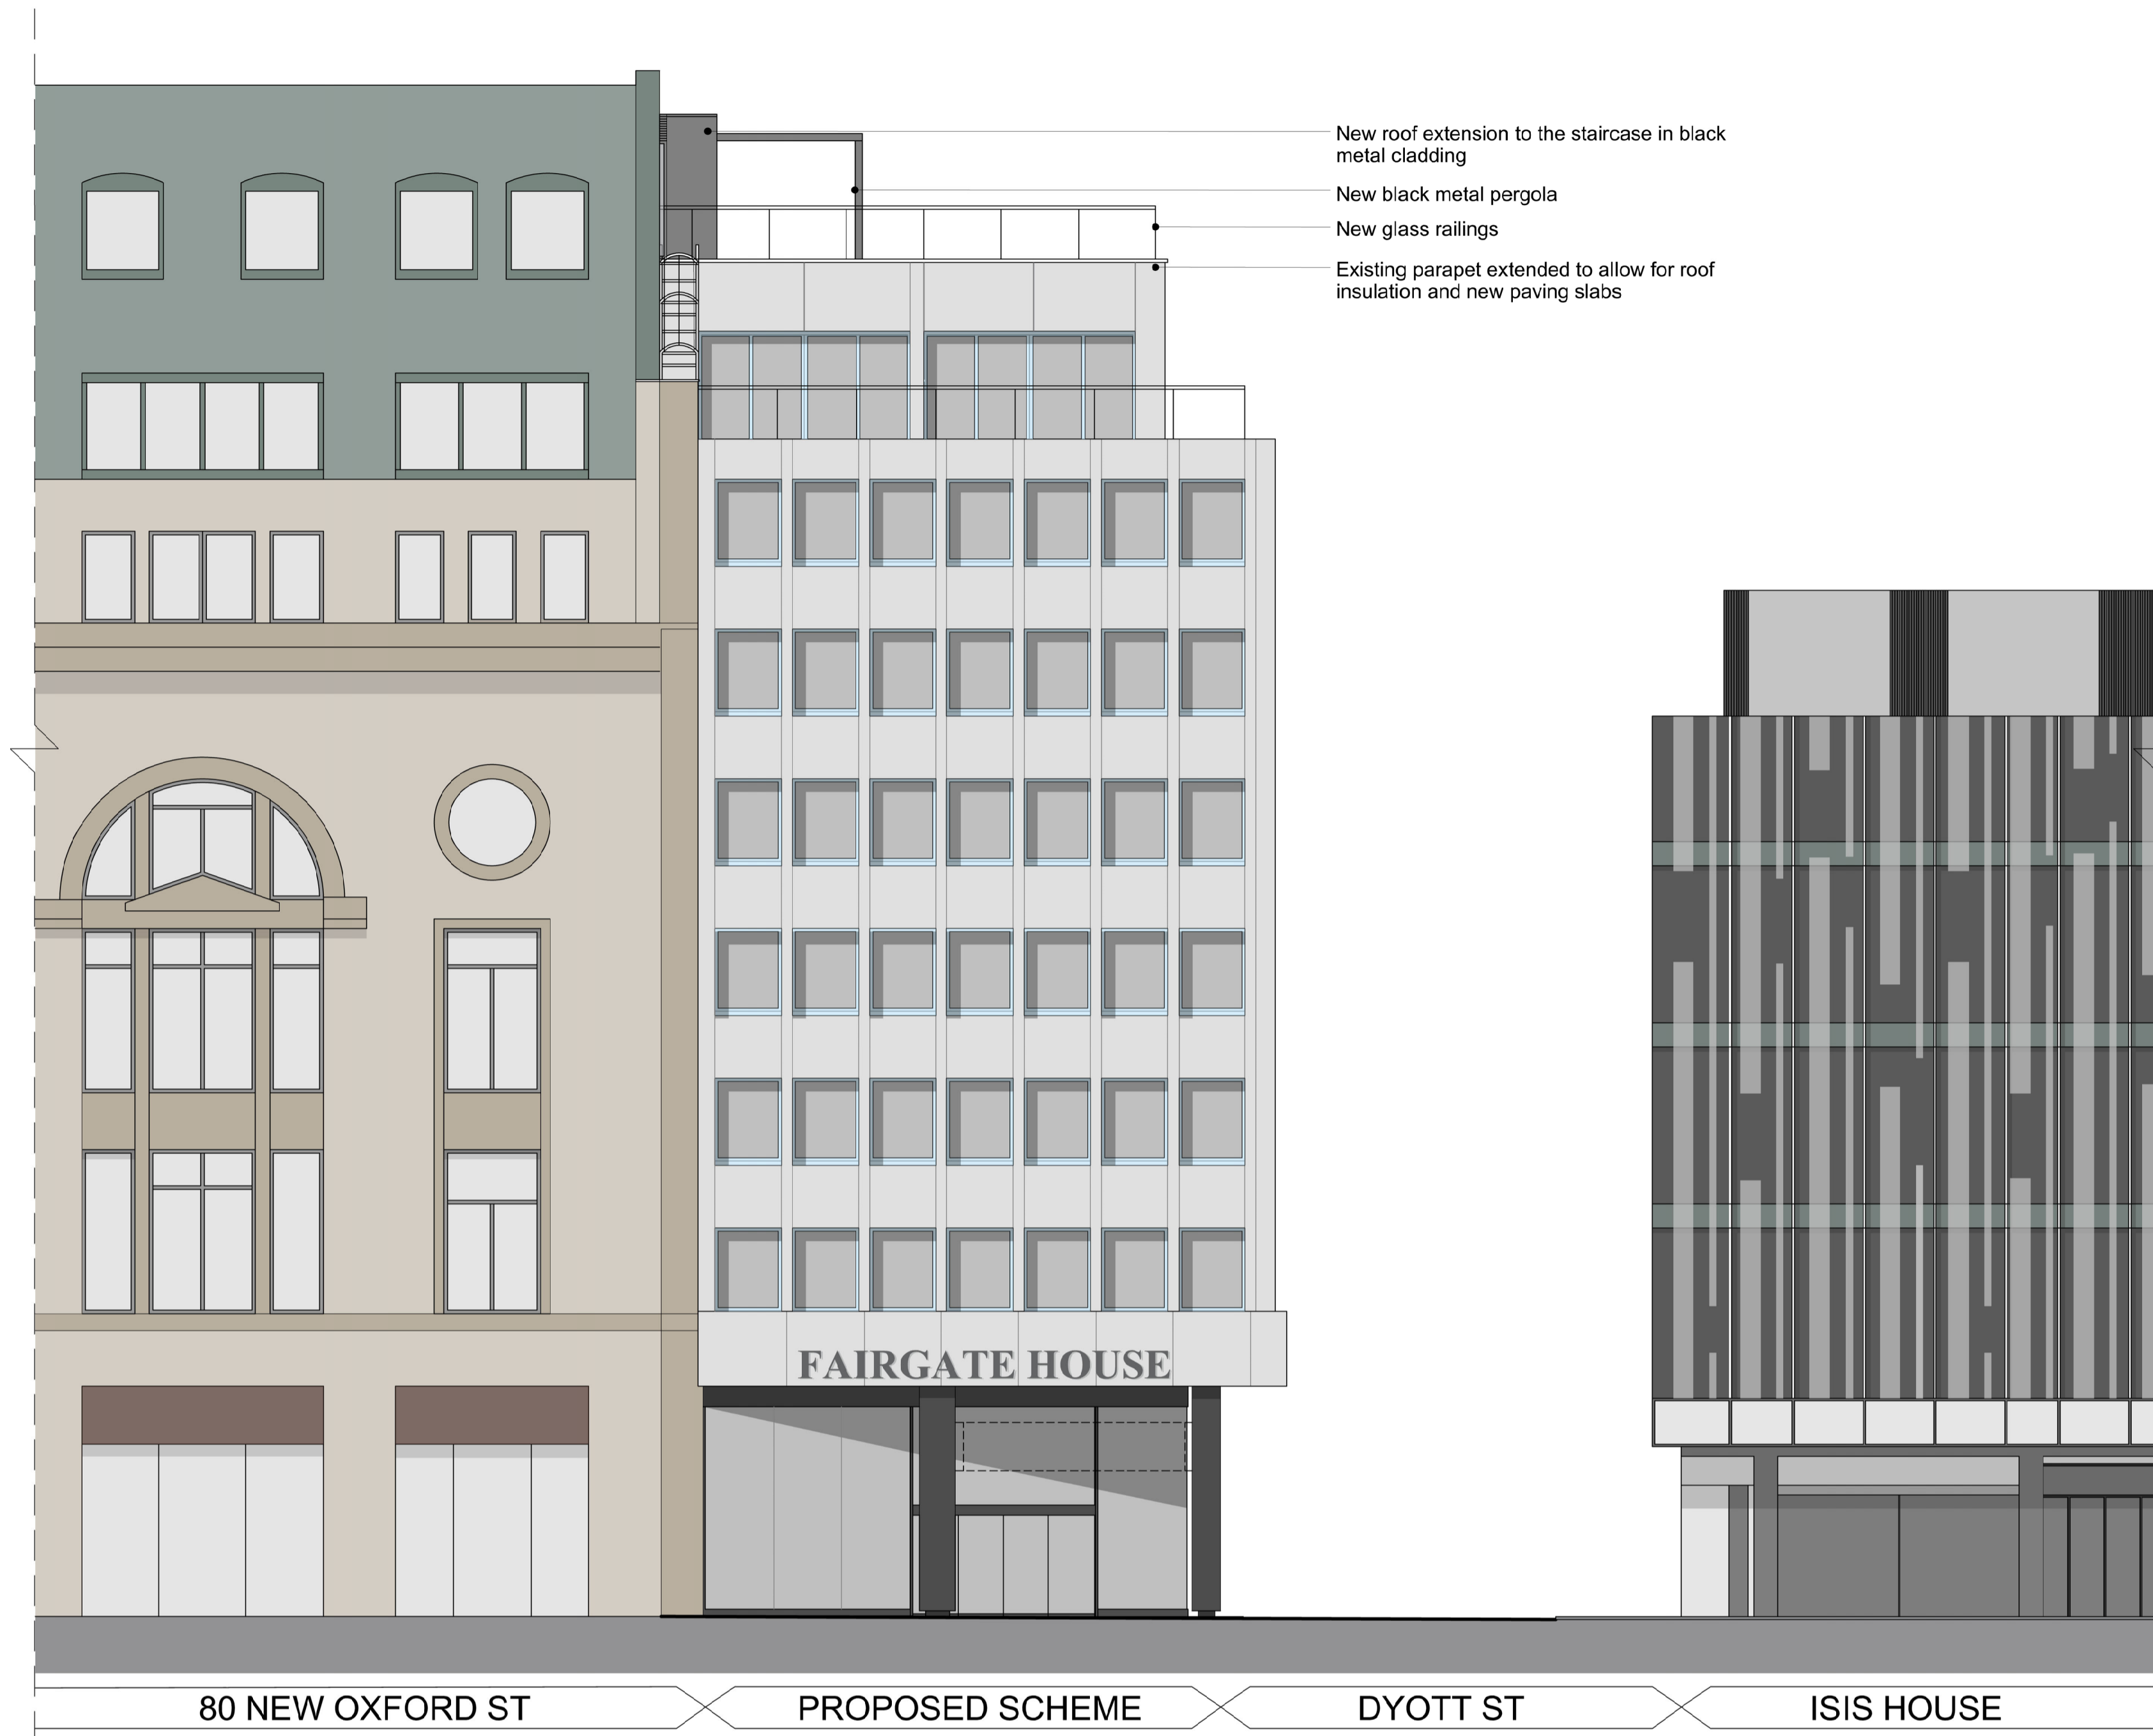 New roof extension to the staircase in black
metal cladding
New black metal pergola
New glass railings
Existing parapet extended to allow for roof
insulation and new paving slabs
FAIRGATE HOUSE
80 NEW OXFORD ST
PROPOSED SCHEME
DYOTT ST
ISIS HOUSE